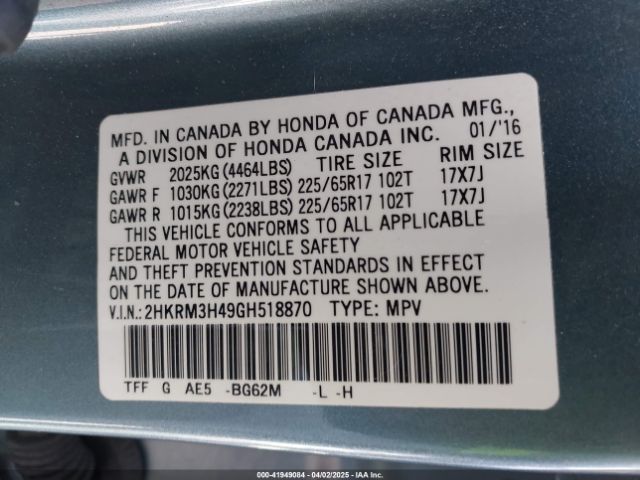 MFD. IN CANADA BY HONDA OF CANADA MFG.,
A DIVISION OF HONDA CANADA INC. 01/'16
GVWR 2025KG (4464LBS) TIRE SIZE RIM SIZE
GAWR F 1030KG (2271LBS) 225/65R17 102T 17X7J
GAWR R 1015KG (2238LBS) 225/65R17 102T 17X7J
THIS VEHICLE CONFORMS TO ALL APPLICABLE
FEDERAL MOTOR VEHICLE SAFETY
AND THEFT PREVENTION STANDARDS IN EFFECT
ON THE DATE OF MANUFACTURE SHOWN ABOVE.
V.I.N.: 2HKRM3H49GH518870 TYPE: MPV
TFF G AE5 -BG62M -L -H
000-41949084 - 04/02/2025 - IAA Inc.